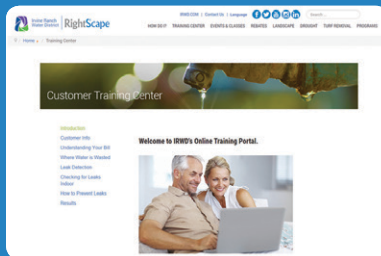 IRWD.COM | Contact Us | Language
Search...
Irvine Ranch Water District | RightScape
HOW DO I? TRAINING CENTER EVENTS & CLASSES REBATES LANDSCAPE DROUGHT TURF REMOVAL PROGRAMS
Home | Training Center
Customer Training Center
Introduction
Customer Info
Understanding Your Bill
Where Water is Wasted
Leak Detection
Checking for Leaks
Indoor
How to Prevent Leaks
Results
Welcome to IRWD's Online Training Portal.